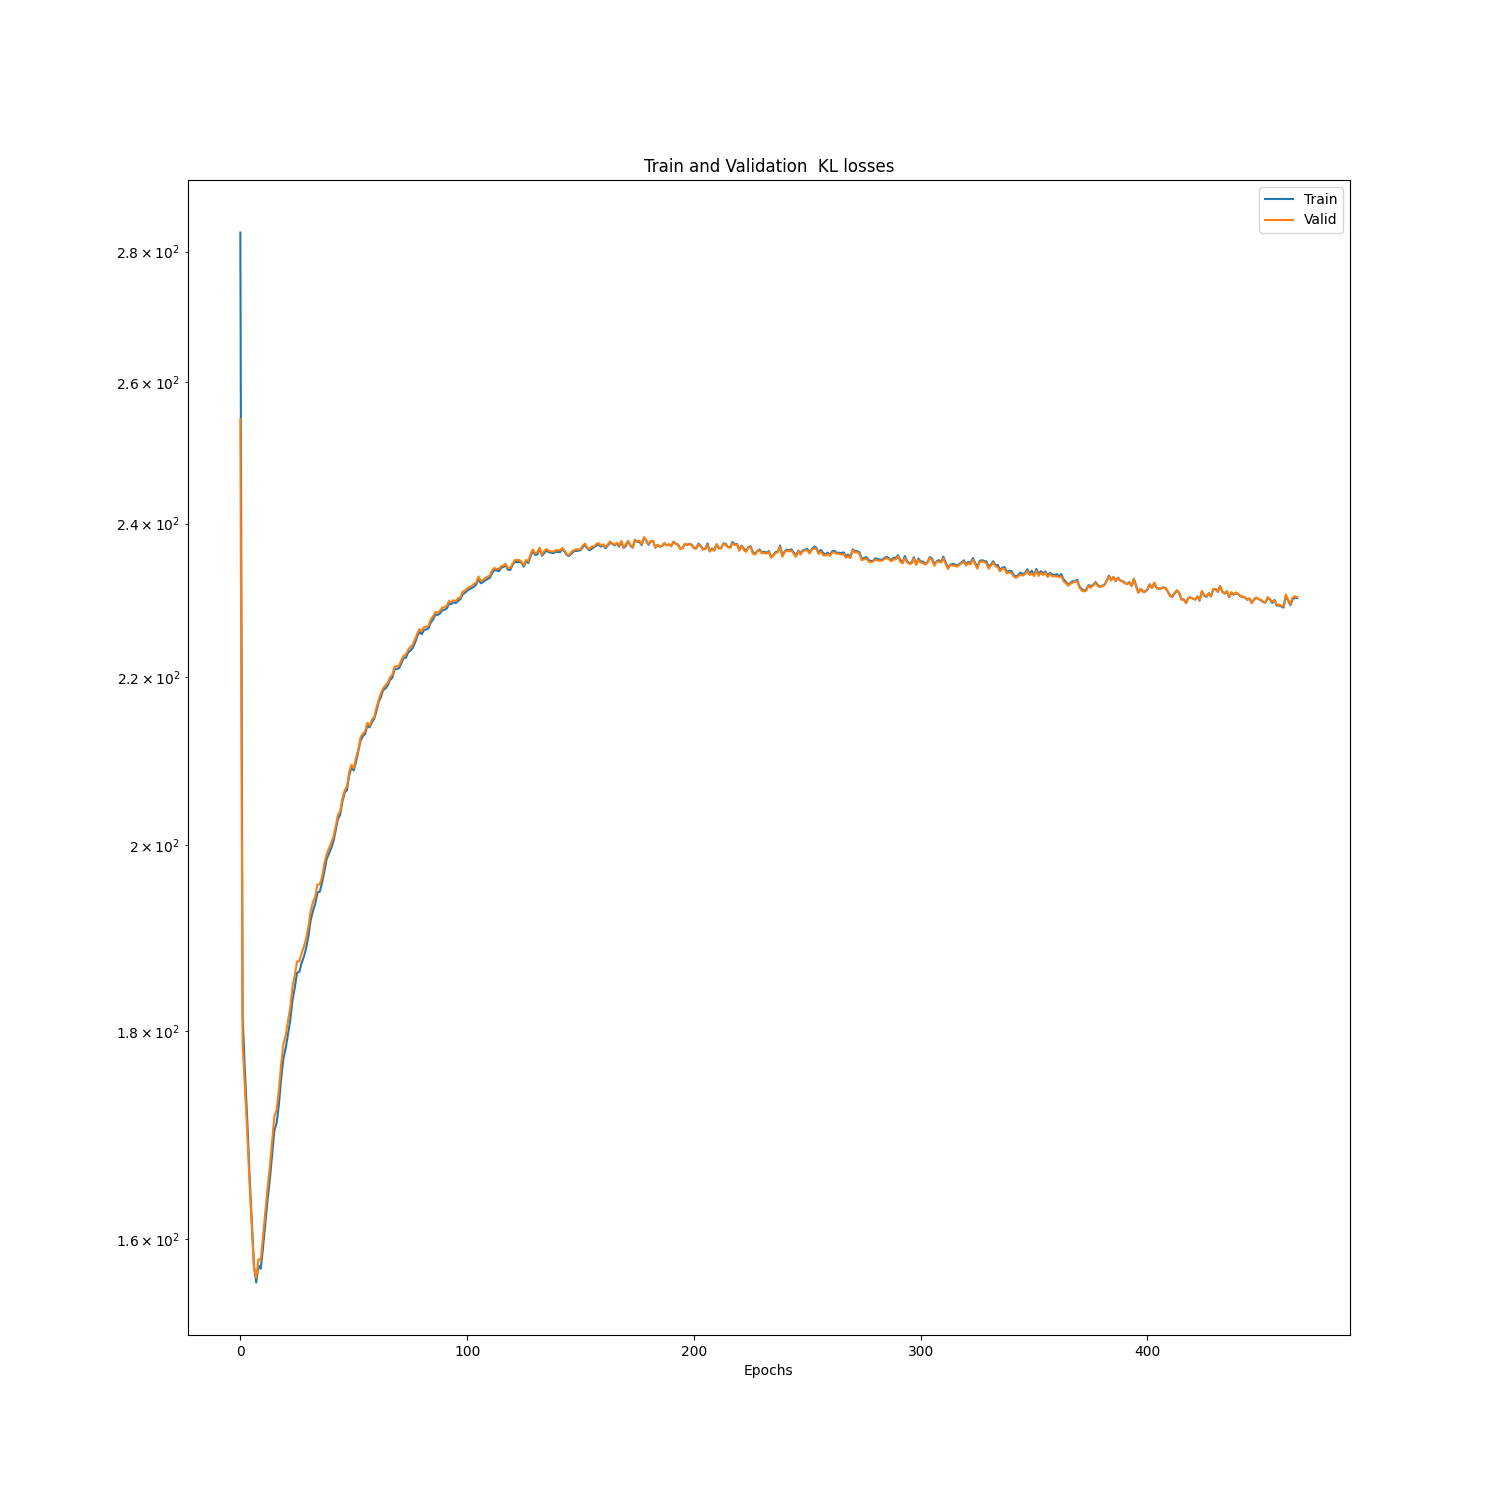 Train and Validation  KL losses
Train
Valid
2.8 × 10²
2.6 × 10²
2.4 × 10²
2.2 × 10²
2 × 10²
1.8 × 10²
1.6 × 10²
0 100 200 300 400
Epochs